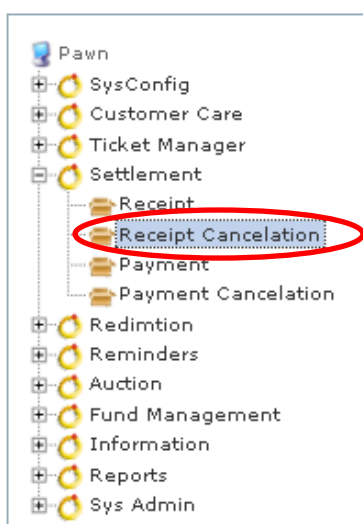 Pawn
SysConfig
Customer Care
Ticket Manager
Settlement
Receipt
Receipt Cancelation
Payment
Payment Cancelation
Redimtion
Reminders
Auction
Fund Management
Information
Reports
Sys Admin